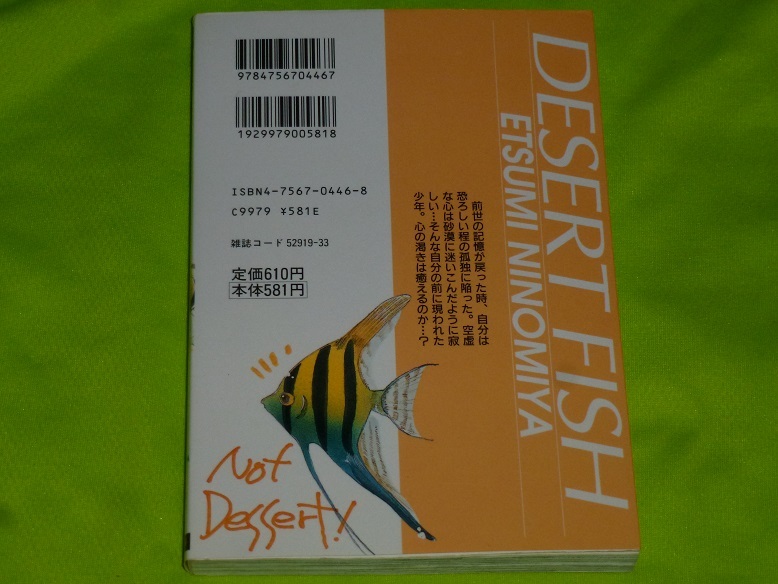 9784756704467
1929979005818
ISBN4-7567-0446-8
C9979 ¥581E
雑誌コード 52919-33
定価610円
本体581円
DESERT FISH
ETSUMI NINOMIYA
前世の記憶が戻った時、自分は
恐ろしい程の孤独に陥った。空虚
な心は砂漠に迷いこんだように寂
しい…そんな自分の前に現われた
少年。心の渇きは癒えるのか…?
Not
Dessert!